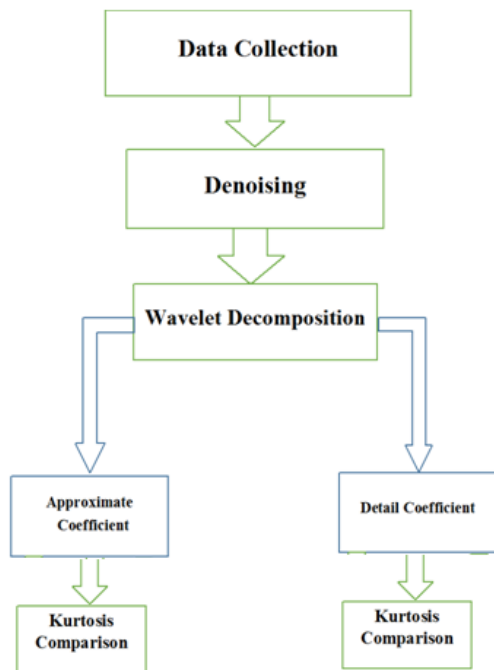 Data Collection
Denoising
Wavelet Decomposition
Approximate
Coefficient
Detail Coefficient
Kurtosis
Comparison
Kurtosis
Comparison